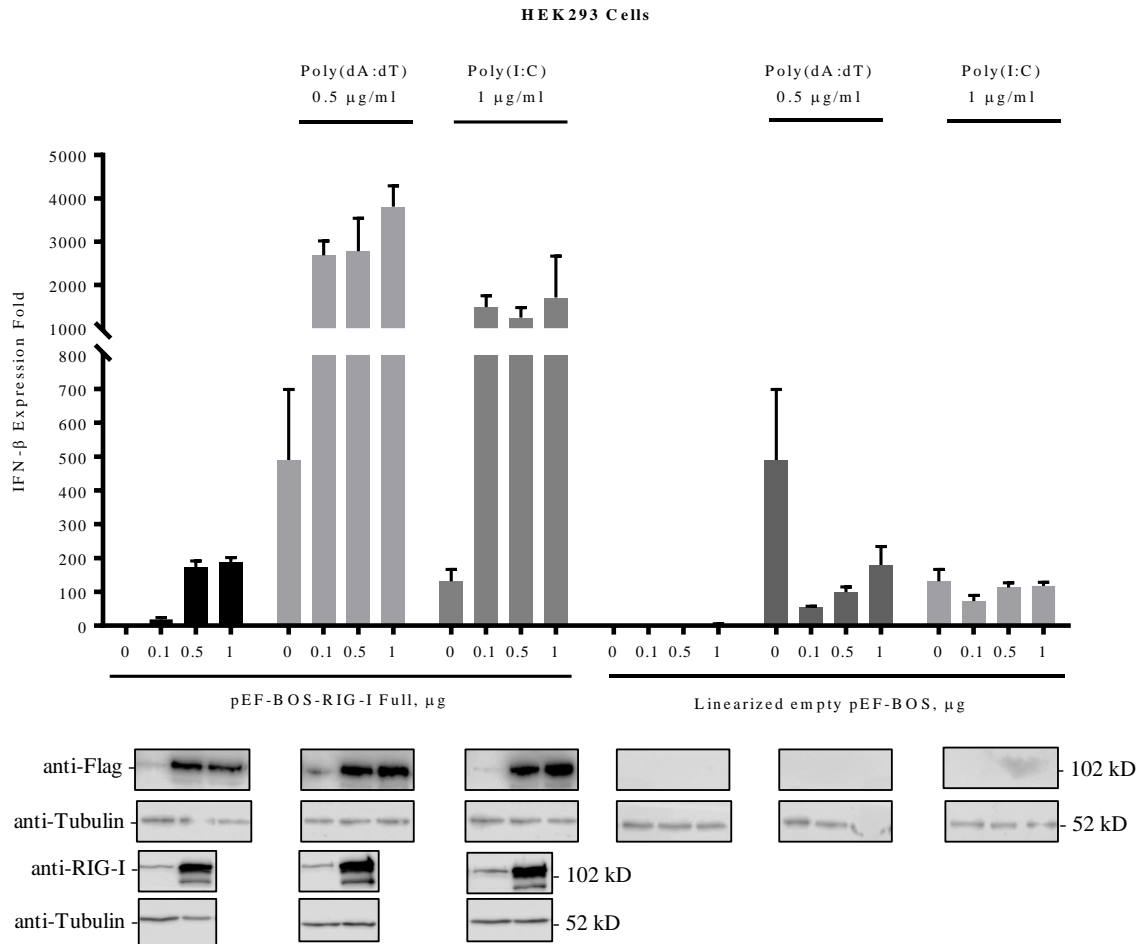 HEK293 Cells
Poly(dA:dT)
0.5 µg/ml
Poly(I:C)
1 µg/ml
Poly(dA:dT)
0.5 µg/ml
Poly(I:C)
1 µg/ml
IFN-β Expression Fold
5000
4000
3000
2000
1000
800
700
600
500
400
300
200
100
0
0 0.1 0.5 1 0 0.1 0.5 1 0 0.1 0.5 1 0 0.1 0.5 1 0 0.1 0.5 1 0 0.1 0.5 1
pEF-BOS-RIG-I Full, µg
Linearized empty pEF-BOS, µg
anti-Flag - - 102 kD
anti-Tubulin - - 52 kD
anti-RIG-I - - 102 kD
anti-Tubulin - - 52 kD